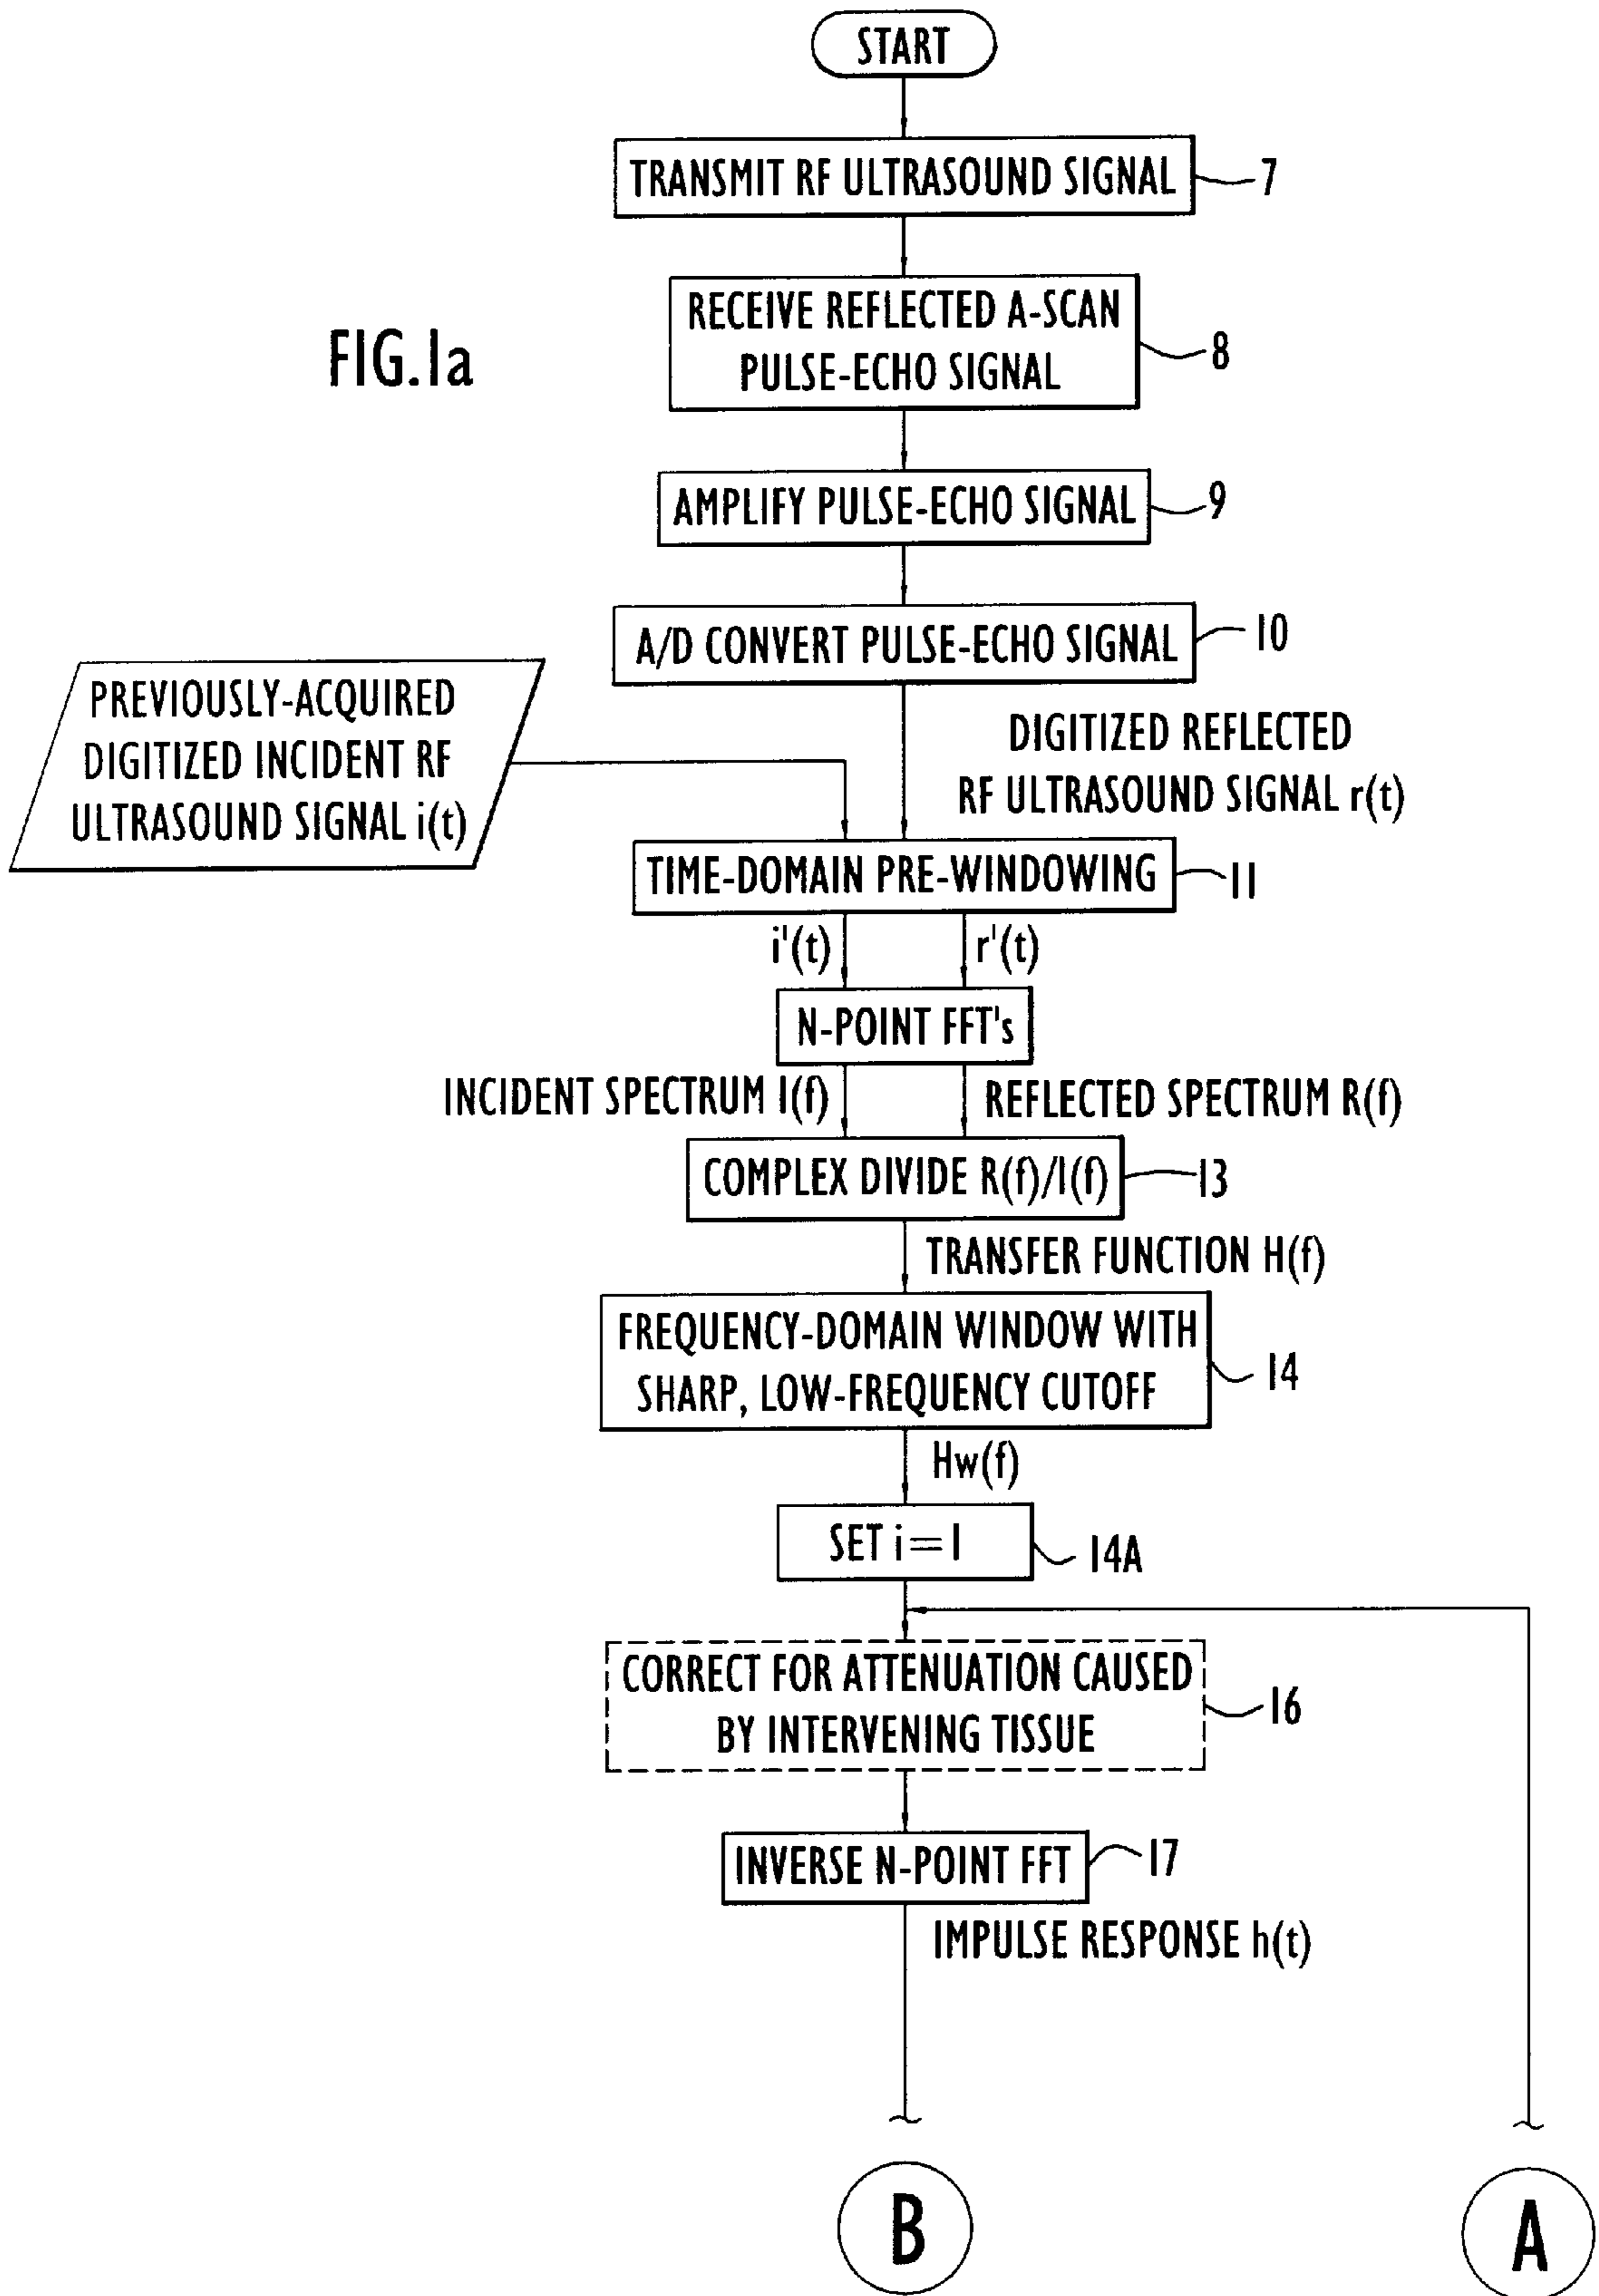 START
TRANSMIT RF ULTRASOUND SIGNAL
7
RECEIVE REFLECTED A-SCAN
PULSE-ECHO SIGNAL
8
FIG.1a
AMPLIFY PULSE-ECHO SIGNAL
9
A/D CONVERT PULSE-ECHO SIGNAL
10
PREVIOUSLY-ACQUIRED
DIGITIZED INCIDENT RF
ULTRASOUND SIGNAL i(t)
DIGITIZED REFLECTED
RF ULTRASOUND SIGNAL r(t)
TIME-DOMAIN PRE-WINDOWING
11
i'(t)
r'(t)
N-POINT FFT's
INCIDENT SPECTRUM I(f)
REFLECTED SPECTRUM R(f)
COMPLEX DIVIDE R(f)/I(f)
13
TRANSFER FUNCTION H(f)
FREQUENCY-DOMAIN WINDOW WITH
SHARP, LOW-FREQUENCY CUTOFF
14
Hw(f)
SET i=1
14A
CORRECT FOR ATTENUATION CAUSED
BY INTERVENING TISSUE
16
INVERSE N-POINT FFT
17
IMPULSE RESPONSE h(t)
B
A